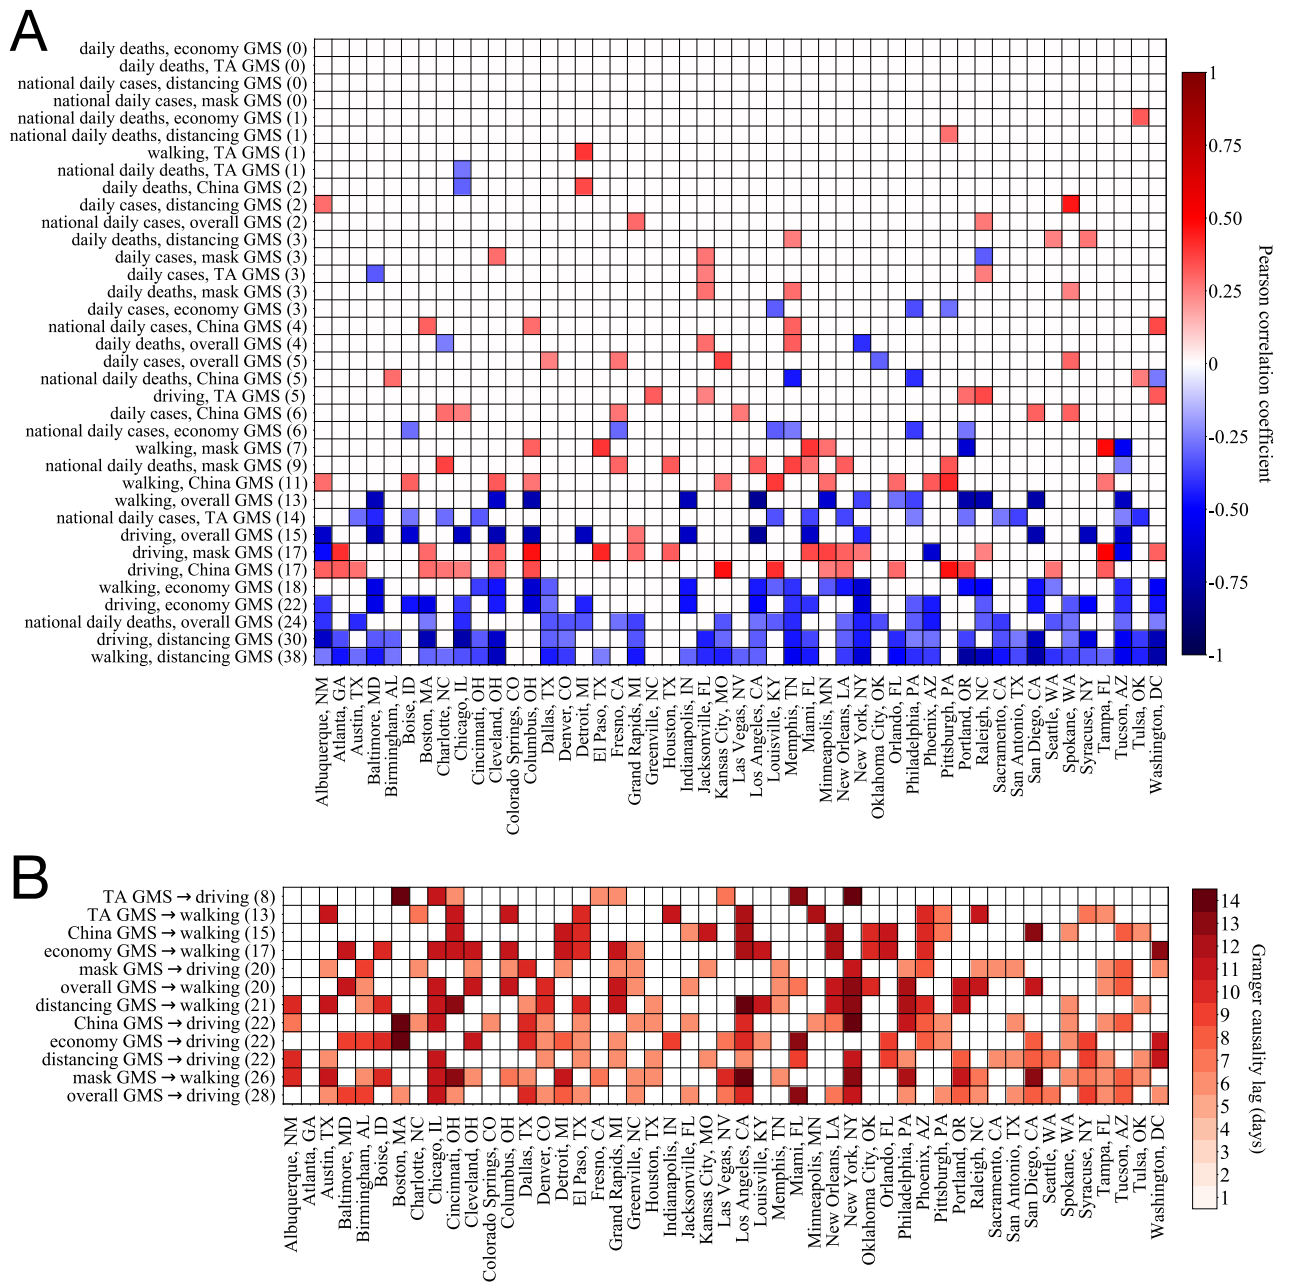 A
daily deaths, economy GMS (0)
daily deaths, TA GMS (0)
national daily cases, distancing GMS (0)
national daily cases, mask GMS (0)
national daily deaths, economy GMS (1)
national daily deaths, distancing GMS (1)
walking, TA GMS (1)
national daily deaths, TA GMS (1)
daily deaths, China GMS (2)
daily cases, distancing GMS (2)
national daily cases, overall GMS (2)
daily deaths, distancing GMS (3)
daily cases, mask GMS (3)
daily cases, TA GMS (3)
daily deaths, mask GMS (3)
daily cases, economy GMS (3)
national daily cases, China GMS (4)
daily deaths, overall GMS (4)
daily cases, overall GMS (5)
national daily deaths, China GMS (5)
driving, TA GMS (5)
daily cases, China GMS (6)
national daily cases, economy GMS (6)
walking, mask GMS (7)
national daily deaths, mask GMS (9)
walking, China GMS (11)
walking, overall GMS (13)
national daily cases, TA GMS (14)
driving, overall GMS (15)
driving, mask GMS (17)
driving, China GMS (17)
walking, economy GMS (18)
driving, economy GMS (22)
national daily deaths, overall GMS (24)
driving, distancing GMS (30)
walking, distancing GMS (38)
Albuquerque, NM
Atlanta, GA
Austin, TX
Baltimore, MD
Birmingham, AL
Boise, ID
Boston, MA
Charlotte, NC
Chicago, IL
Cincinnati, OH
Cleveland, OH
Colorado Springs, CO
Columbus, OH
Dallas, TX
Denver, CO
Detroit, MI
El Paso, TX
Fresno, CA
Grand Rapids, MI
Greenville, NC
Houston, TX
Indianapolis, IN
Jacksonville, FL
Kansas City, MO
Las Vegas, NV
Los Angeles, CA
Louisville, KY
Memphis, TN
Miami, FL
Minneapolis, MN
New Orleans, LA
New York, NY
Oklahoma City, OK
Orlando, FL
Philadelphia, PA
Phoenix, AZ
Pittsburgh, PA
Portland, OR
Raleigh, NC
Sacramento, CA
San Antonio, TX
San Diego, CA
Seattle, WA
Spokane, WA
Syracuse, NY
Tampa, FL
Tucson, AZ
Tulsa, OK
Washington, DC
1
0.75
0.50
0.25
0
-0.25
-0.50
-0.75
-1
Pearson correlation coefficient
B
TA GMS → driving (8)
TA GMS → walking (13)
China GMS → walking (15)
economy GMS → walking (17)
mask GMS → driving (20)
overall GMS → walking (20)
distancing GMS → walking (21)
China GMS → driving (22)
economy GMS → driving (22)
distancing GMS → driving (22)
mask GMS → walking (26)
overall GMS → driving (28)
Albuquerque, NM
Atlanta, GA
Austin, TX
Baltimore, MD
Birmingham, AL
Boise, ID
Boston, MA
Charlotte, NC
Chicago, IL
Cincinnati, OH
Cleveland, OH
Colorado Springs, CO
Columbus, OH
Dallas, TX
Denver, CO
Detroit, MI
El Paso, TX
Fresno, CA
Grand Rapids, MI
Greenville, NC
Houston, TX
Indianapolis, IN
Jacksonville, FL
Kansas City, MO
Las Vegas, NV
Los Angeles, CA
Louisville, KY
Memphis, TN
Miami, FL
Minneapolis, MN
New Orleans, LA
New York, NY
Oklahoma City, OK
Orlando, FL
Philadelphia, PA
Phoenix, AZ
Pittsburgh, PA
Portland, OR
Raleigh, NC
Sacramento, CA
San Antonio, TX
San Diego, CA
Seattle, WA
Spokane, WA
Syracuse, NY
Tampa, FL
Tucson, AZ
Tulsa, OK
Washington, DC
14
13
12
11
10
9
8
7
6
5
4
3
2
1
Granger causality lag (days)